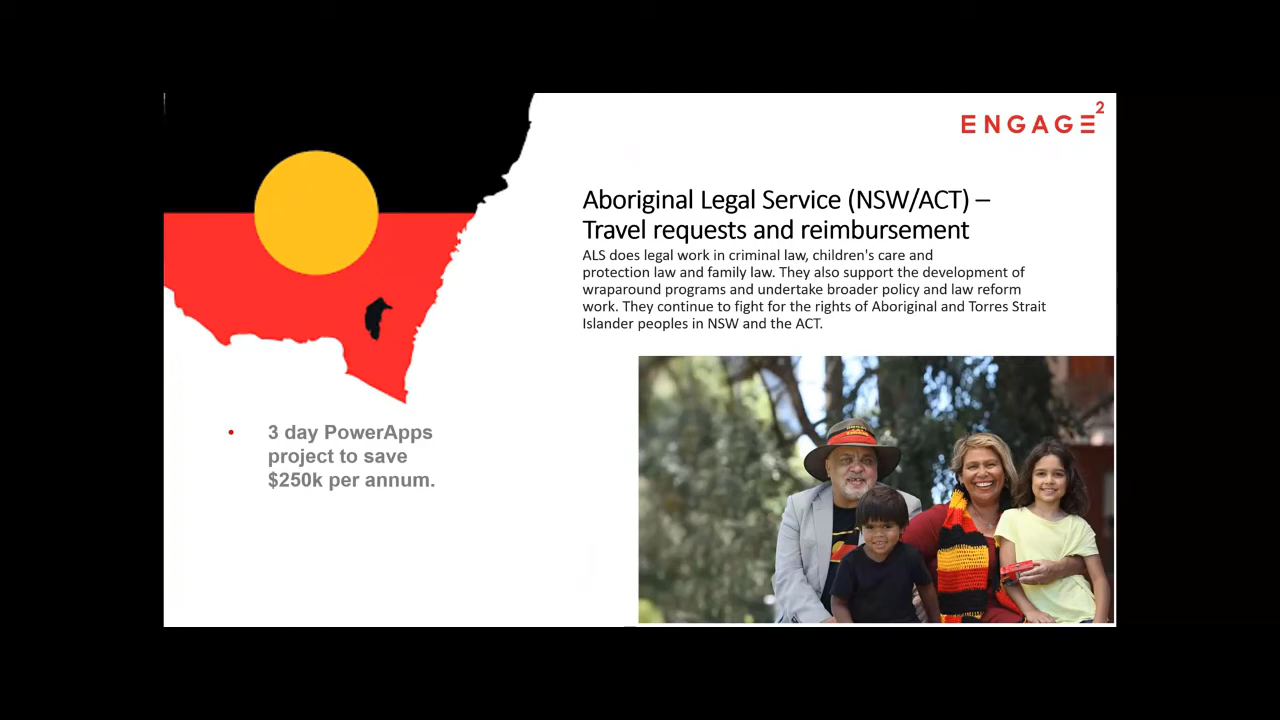 ENGAGE2
Aboriginal Legal Service (NSW/ACT) –
Travel requests and reimbursement
ALS does legal work in criminal law, children's care and
protection law and family law. They also support the development of
wraparound programs and undertake broader policy and law reform
work. They continue to fight for the rights of Aboriginal and Torres Strait
Islander peoples in NSW and the ACT.
• 3 day PowerApps
project to save
$250k per annum.